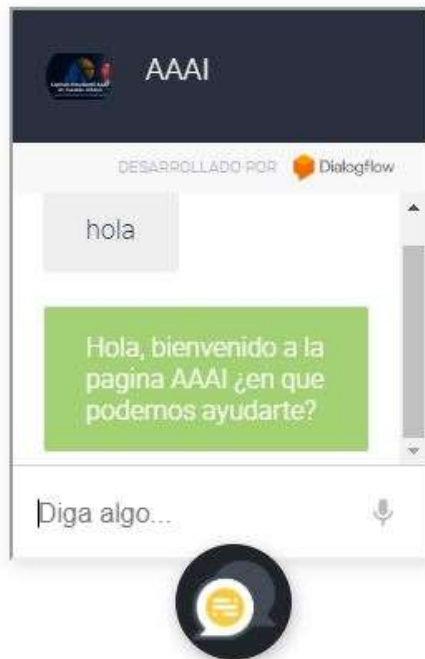 AAAI
DESARROLLADO POR Dialogflow
hola
Hola, bienvenido a la
pagina AAAI ¿en que
podemos ayudarte?
Diga algo...